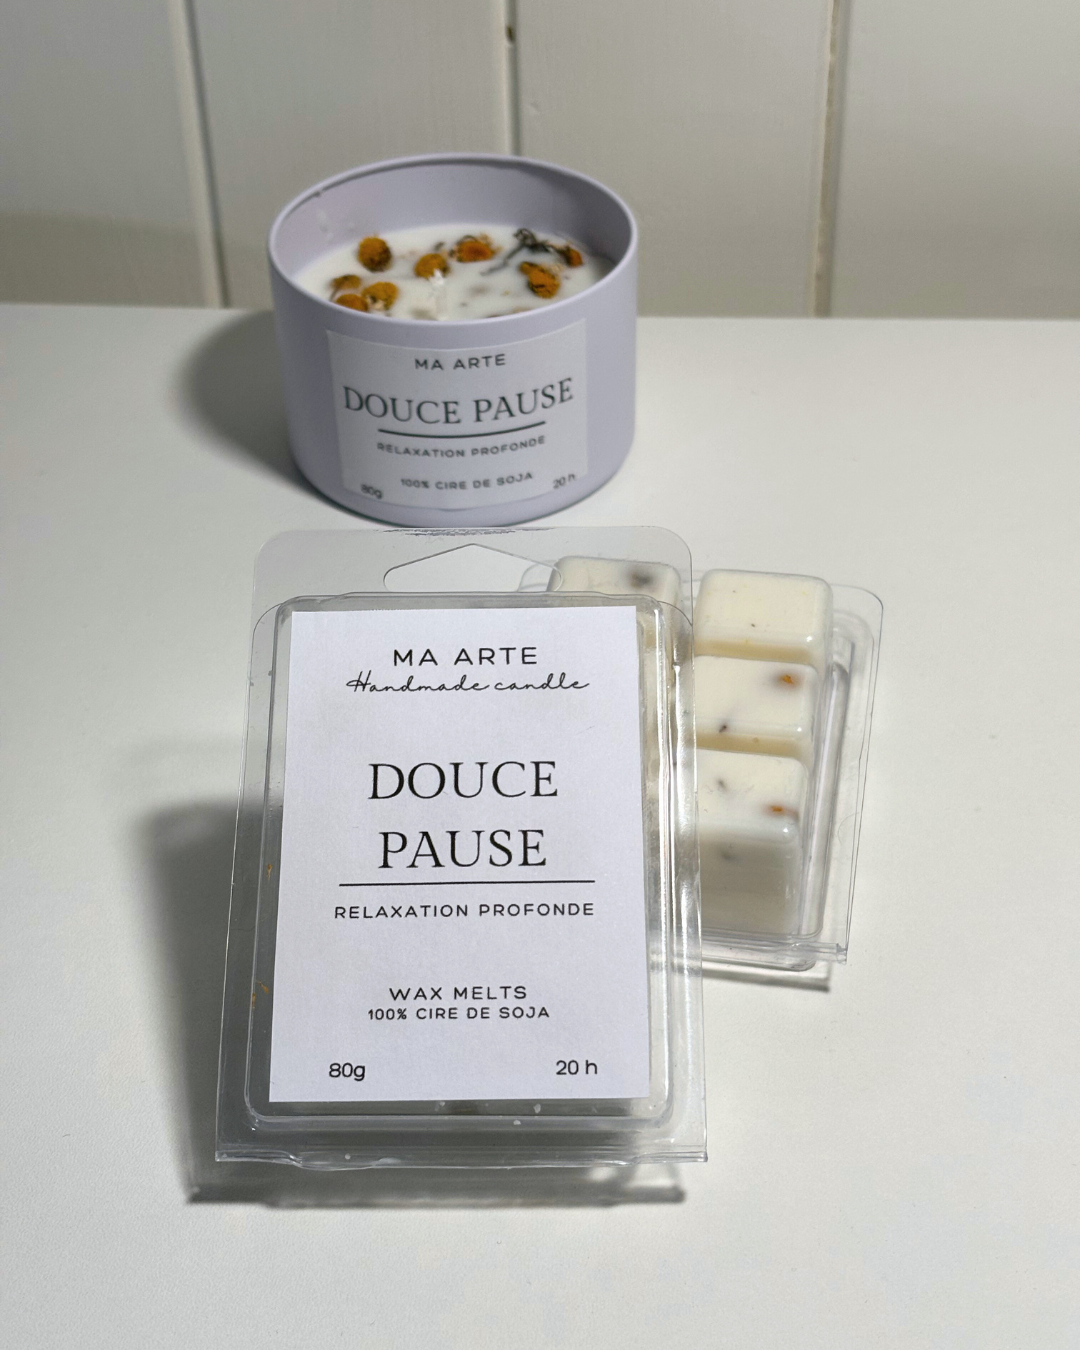 MA ARTE
DOUCE PAUSE
RELAXATION PROFONDE
100% CIRE DE SOJA
80g 20 h
MA ARTE
Handmade candle
DOUCE
PAUSE
RELAXATION PROFONDE
WAX MELTS
100% CIRE DE SOJA
80g 20 h